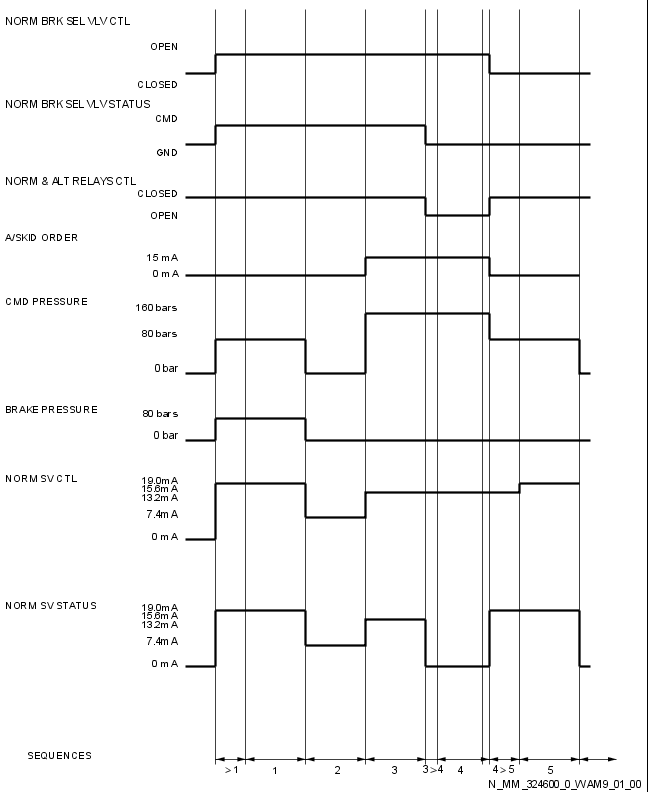 NORM BRK SEL VLV CTL
OPEN
CLOSED
NORM BRK SEL VLV STATUS
CMD
GND
NORM & ALT RELAYS CTL
CLOSED
OPEN
A/SKID ORDER
15 mA
0 mA
CMD PRESSURE
160 bars
80 bars
0 bar
BRAKE PRESSURE
80 bars
0 bar
NORM SV CTL
19.0mA
15.6mA
13.2mA
7.4mA
0 mA
NORM SV STATUS
19.0mA
15.6mA
13.2mA
7.4mA
0 mA
SEQUENCES
>1 1 2 3 3>4 4 4>5 5
N_MM_324600_0_WAM9_01_00